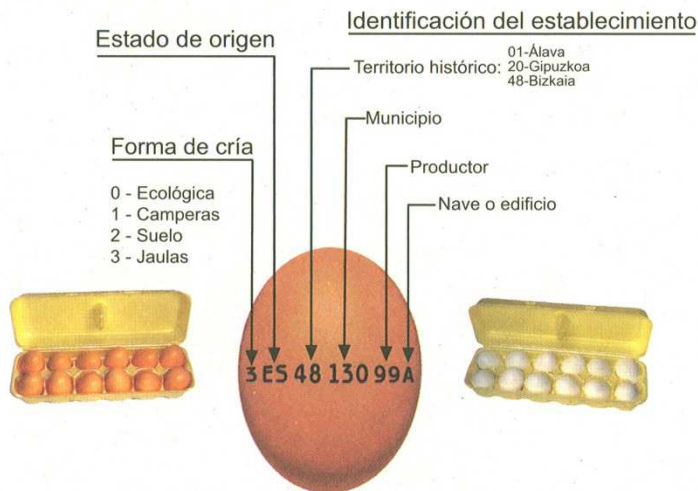 Identificación del establecimiento
Estado de origen
Territorio histórico:
01-Álava
20-Gipuzkoa
48-Bizkaia
Municipio
Forma de cría
Productor
0 - Ecológica
1 - Camperas
2 - Suelo
3 - Jaulas
Nave o edificio
3 ES 48 130 99 A